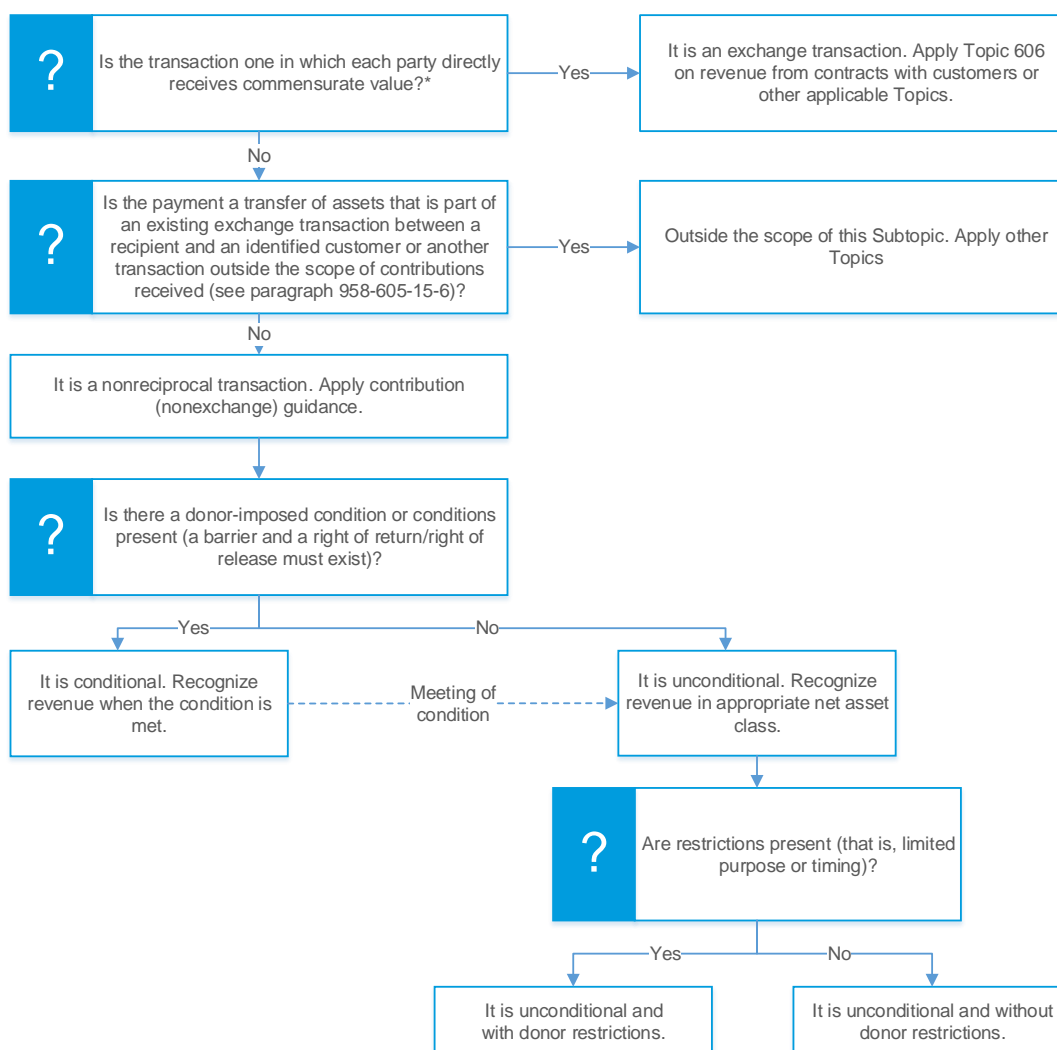 ?
Is the transaction one in which each party directly
receives commensurate value?*
Yes
It is an exchange transaction. Apply Topic 606
on revenue from contracts with customers or
other applicable Topics.
No
?
Is the payment a transfer of assets that is part of
an existing exchange transaction between a
recipient and an identified customer or another
transaction outside the scope of contributions
received (see paragraph 958-605-15-6)?
Yes
Outside the scope of this Subtopic. Apply other
Topics
No
It is a nonreciprocal transaction. Apply contribution
(nonexchange) guidance.
?
Is there a donor-imposed condition or conditions
present (a barrier and a right of return/right of
release must exist)?
Yes
No
It is conditional. Recognize
revenue when the condition is
met.
Meeting of
condition
It is unconditional. Recognize
revenue in appropriate net asset
class.
?
Are restrictions present (that is, limited
purpose or timing)?
Yes
No
It is unconditional and
with donor restrictions.
It is unconditional and without
donor restrictions.